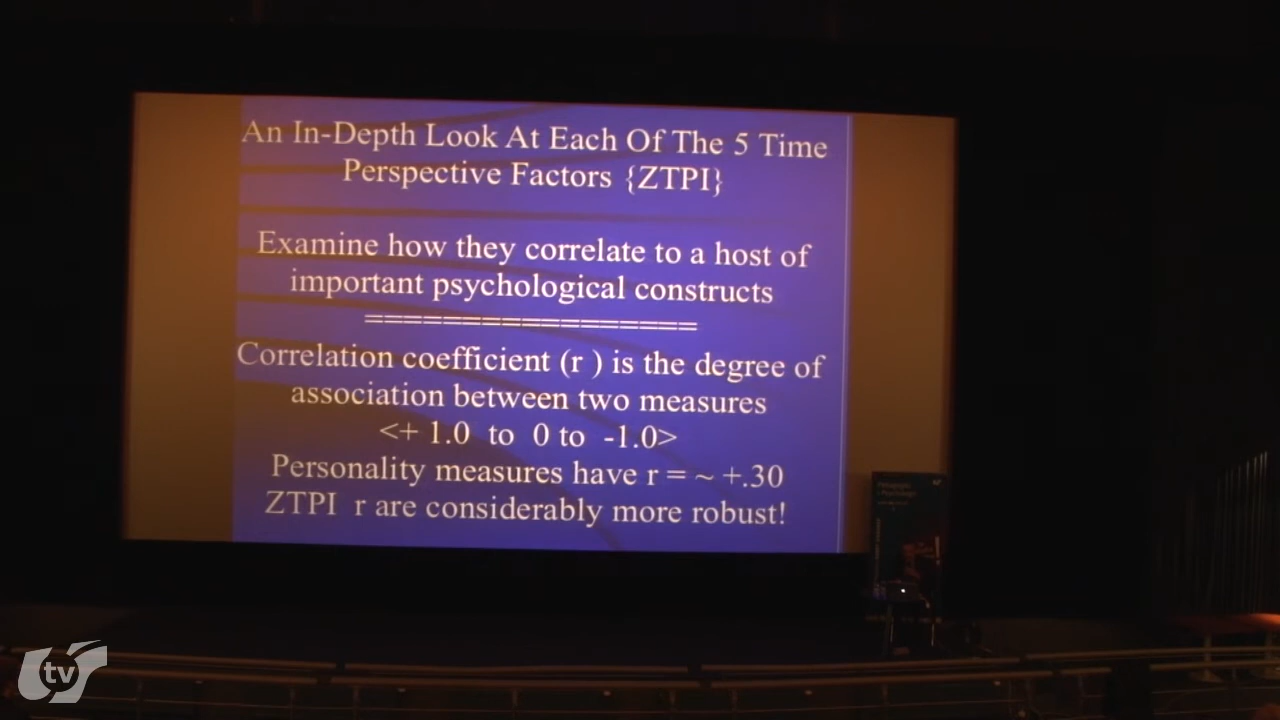 An In-Depth Look At Each Of The 5 Time
Perspective Factors {ZTPI}
Examine how they correlate to a host of
important psychological constructs
=================
Correlation coefficient (r ) is the degree of
association between two measures
<+ 1.0 to 0 to -1.0>
Personality measures have r = ~ +.30
ZTPI r are considerably more robust!
tv